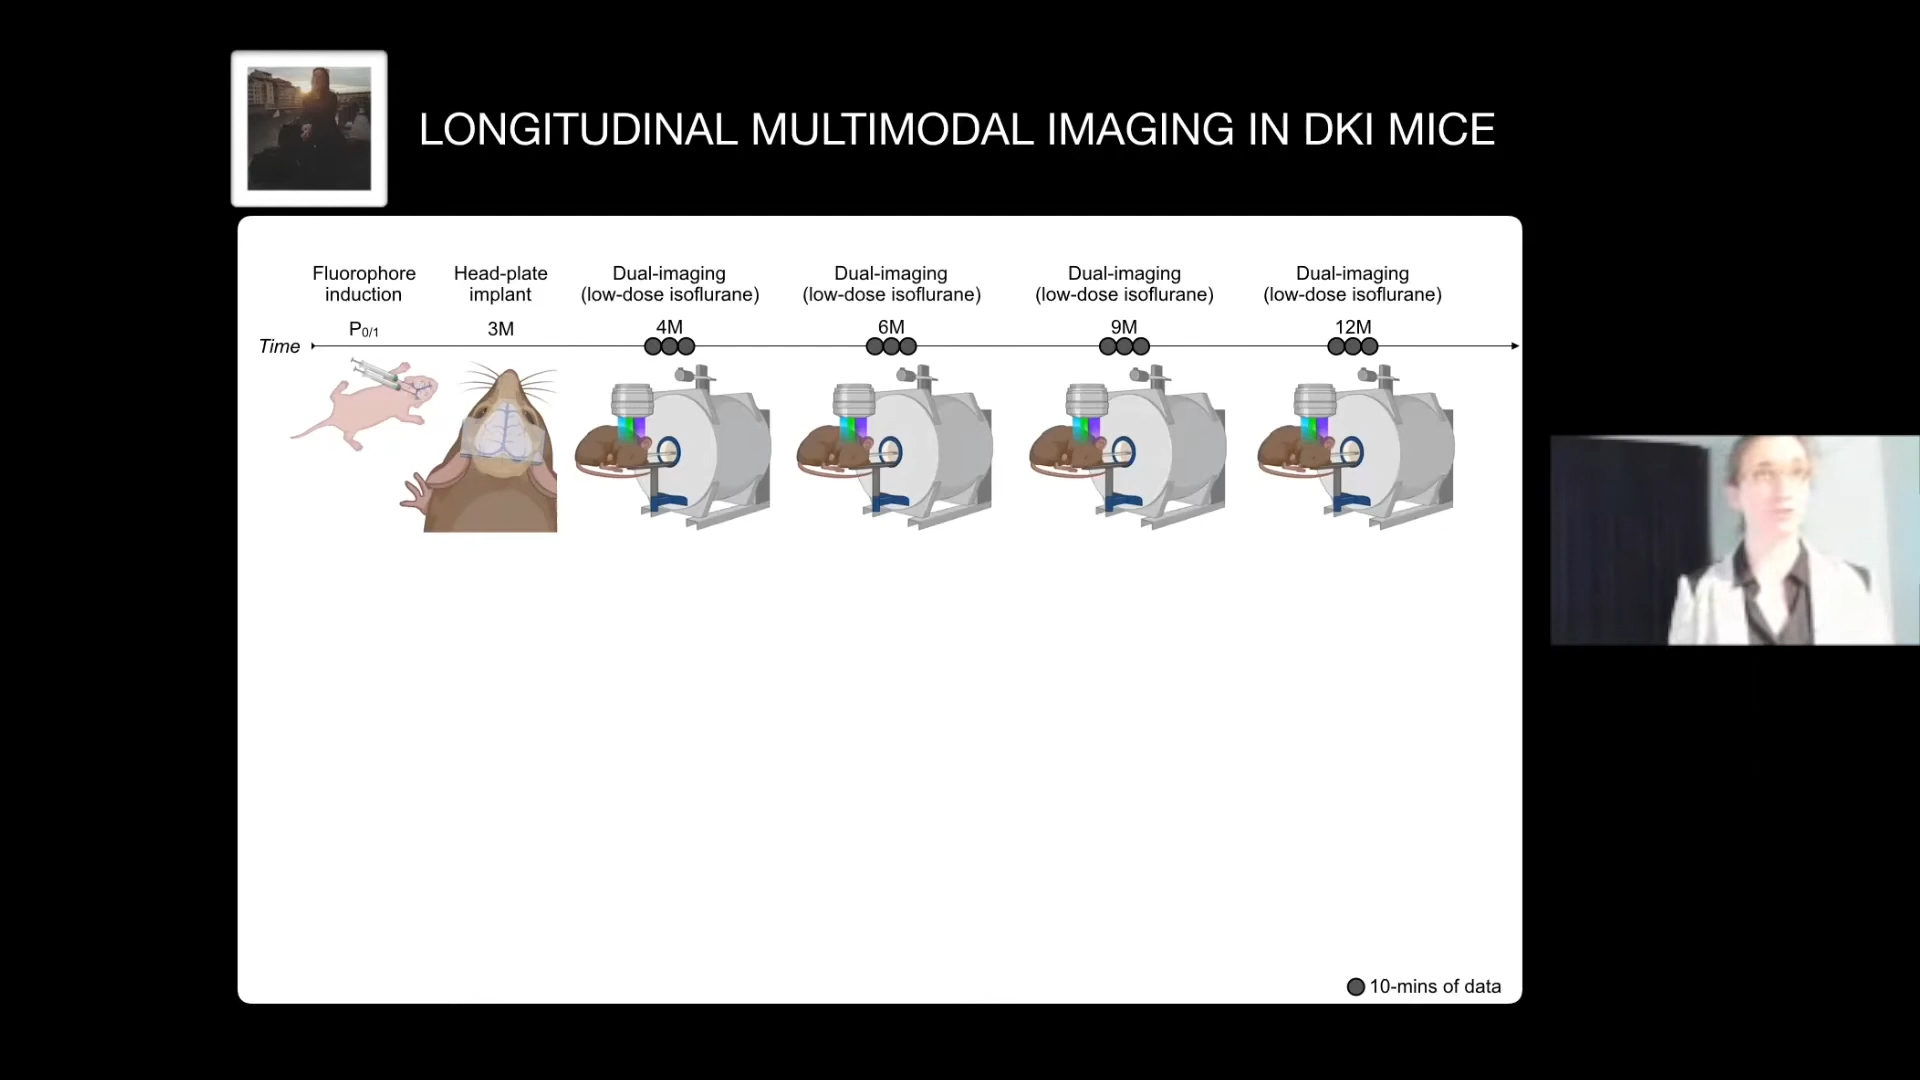 LONGITUDINAL MULTIMODAL IMAGING IN DKI MICE
Fluorophore
induction
Head-plate
implant
Dual-imaging
(low-dose isoflurane)
Dual-imaging
(low-dose isoflurane)
Dual-imaging
(low-dose isoflurane)
Dual-imaging
(low-dose isoflurane)
P0/1
3M
4M
6M
9M
12M
Time
10-mins of data